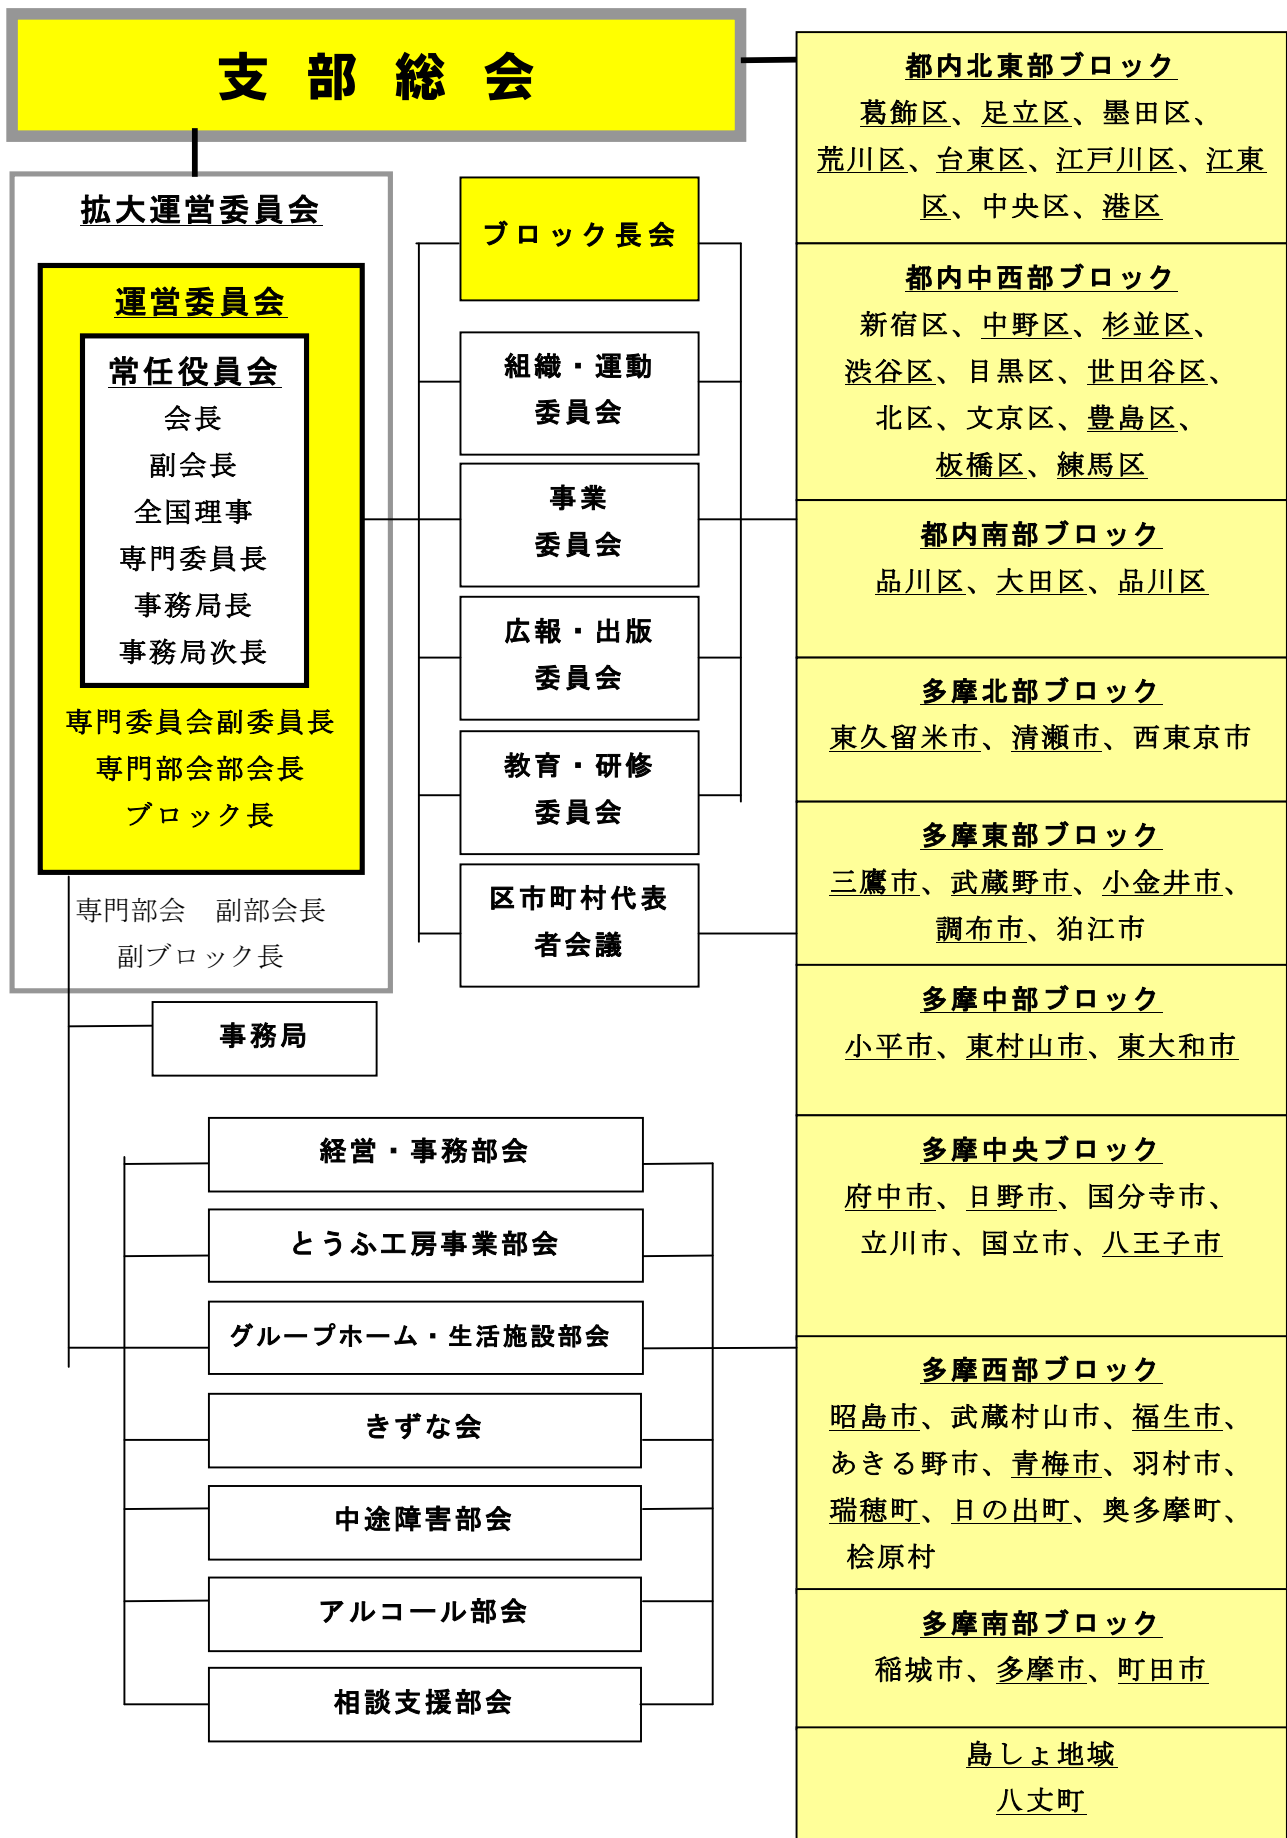 支部総会
拡大運営委員会
運営委員会
常任役員会
会長
副会長
全国理事
専門委員長
事務局長
事務局次長
専門委員会副委員長
専門部会部会長
ブロック長
専門部会　副部会長
副ブロック長
事務局
ブロック長会
組織・運動
委員会
事業
委員会
広報・出版
委員会
教育・研修
委員会
区市町村代表
者会議
経営・事務部会
とうふ工房事業部会
グループホーム・生活施設部会
きずな会
中途障害部会
アルコール部会
相談支援部会
都内北東部ブロック
葛飾区、足立区、墨田区、
荒川区、台東区、江戸川区、江東
区、中央区、港区
都内中西部ブロック
新宿区、中野区、杉並区、
渋谷区、目黒区、世田谷区、
北区、文京区、豊島区、
板橋区、練馬区
都内南部ブロック
品川区、大田区、品川区
多摩北部ブロック
東久留米市、清瀬市、西東京市
多摩東部ブロック
三鷹市、武蔵野市、小金井市、
調布市、狛江市
多摩中部ブロック
小平市、東村山市、東大和市
多摩中央ブロック
府中市、日野市、国分寺市、
立川市、国立市、八王子市
多摩西部ブロック
昭島市、武蔵村山市、福生市、
あきる野市、青梅市、羽村市、
瑞穂町、日の出町、奥多摩町、
桧原村
多摩南部ブロック
稲城市、多摩市、町田市
島しょ地域
八丈町